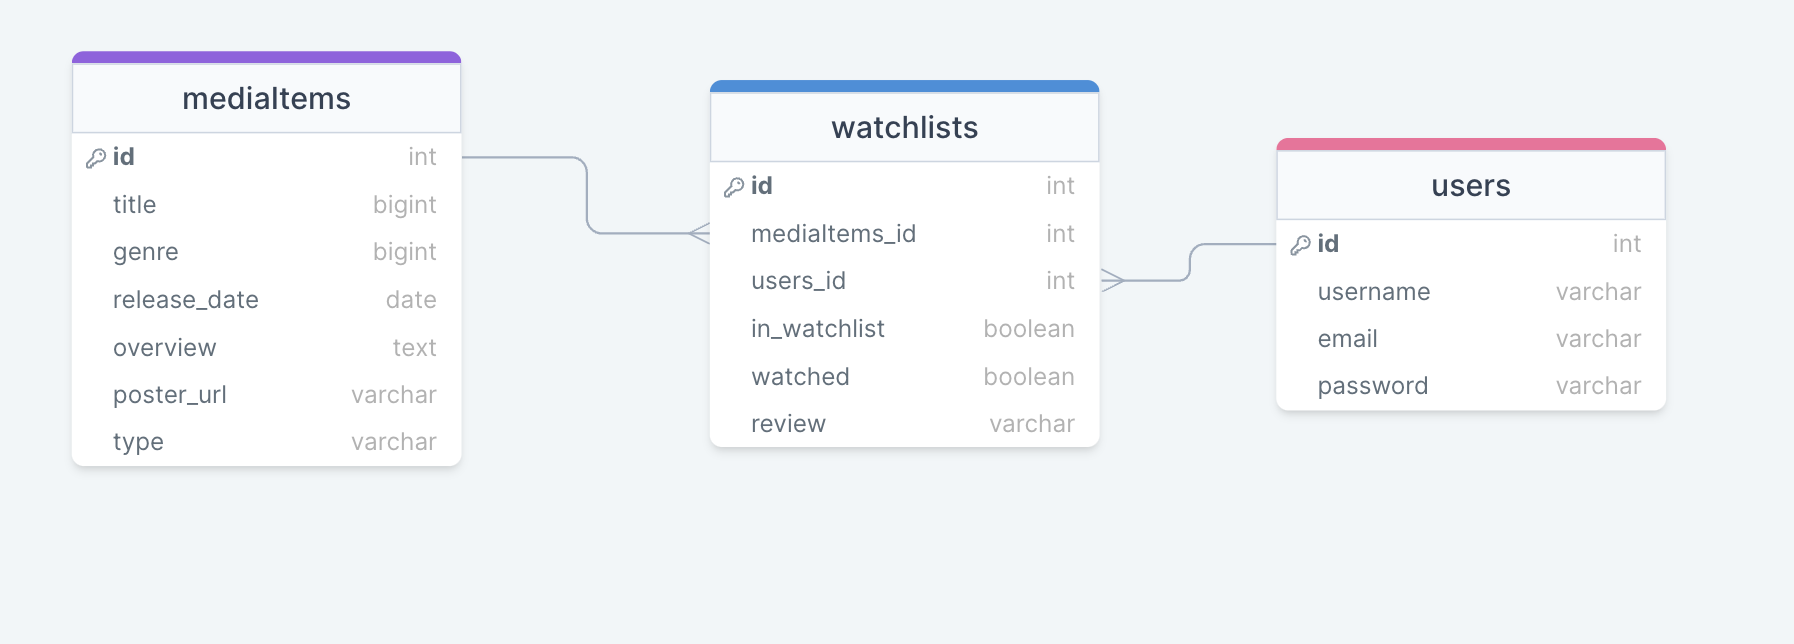 mediaItems
id int
title bigint
genre bigint
release_date date
overview text
poster_url varchar
type varchar
watchlists
id int
mediaItems_id int
users_id int
in_watchlist boolean
watched boolean
review varchar
users
id int
username varchar
email varchar
password varchar